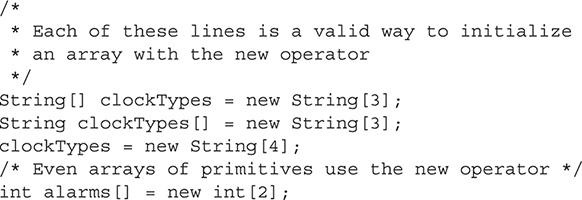 /*
 * Each of these lines is a valid way to initialize
 * an array with the new operator
 */
String[] clockTypes = new String[3];
String clockTypes[] = new String[3];
clockTypes = new String[4];
/* Even arrays of primitives use the new operator */
int alarms[] = new int[2];